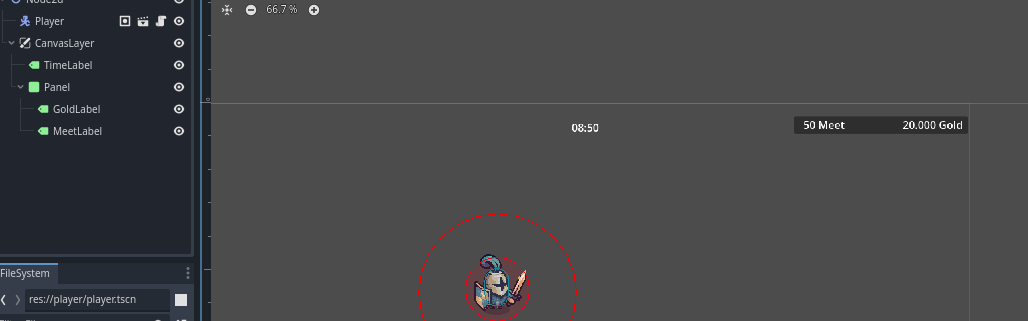 Node2D
66.7 %
Player
CanvasLayer
TimeLabel
Panel
GoldLabel
MeetLabel
0
08:50
50 Meet
20.000 Gold
FileSystem
res://player/player.tscn